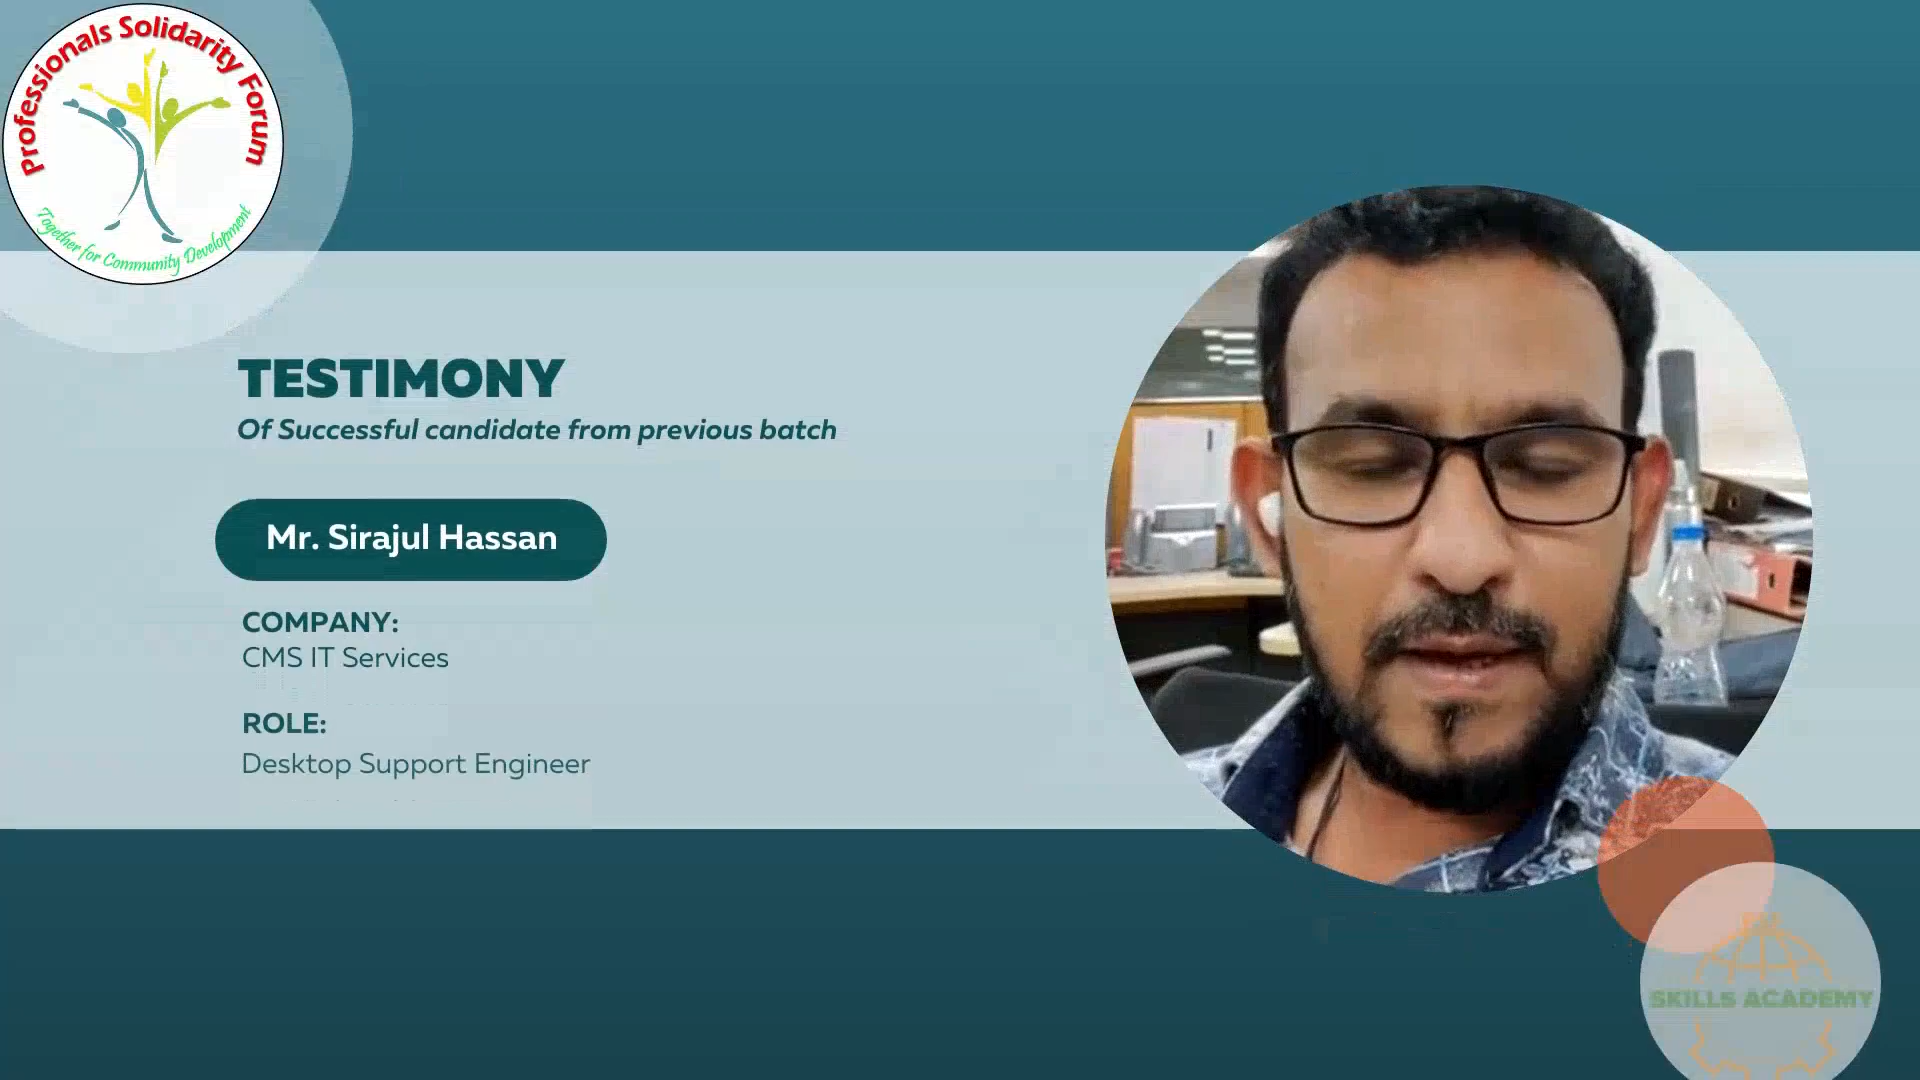 Professionals Solidarity Forum
Together for Community Development
TESTIMONY
Of Successful candidate from previous batch
Mr. Sirajul Hassan
COMPANY:
CMS IT Services
ROLE:
Desktop Support Engineer
SKILLS ACADEMY